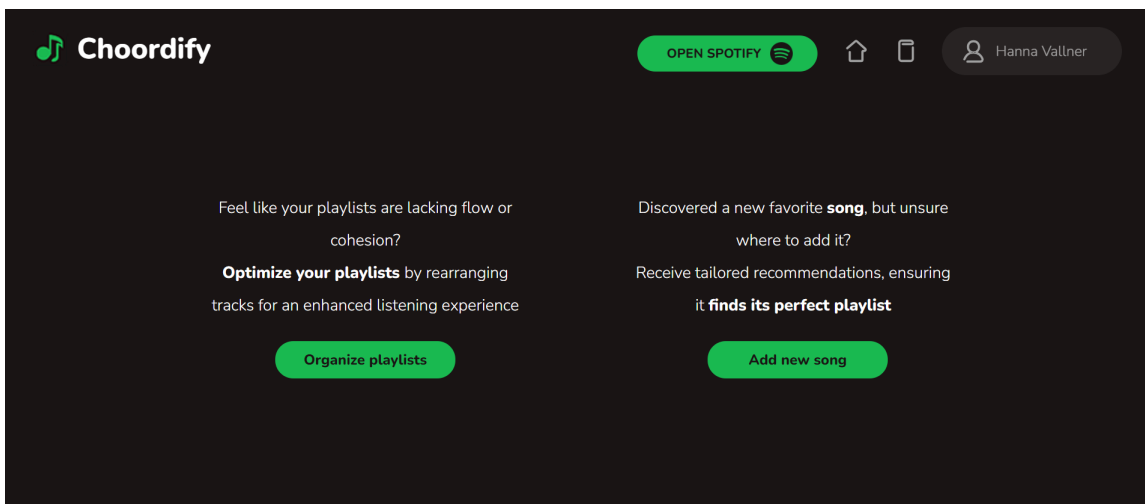 Choordify
OPEN SPOTIFY
Hanna Vallner
Feel like your playlists are lacking flow or
cohesion?
Optimize your playlists by rearranging
tracks for an enhanced listening experience
Organize playlists
Discovered a new favorite song, but unsure
where to add it?
Receive tailored recommendations, ensuring
it finds its perfect playlist
Add new song